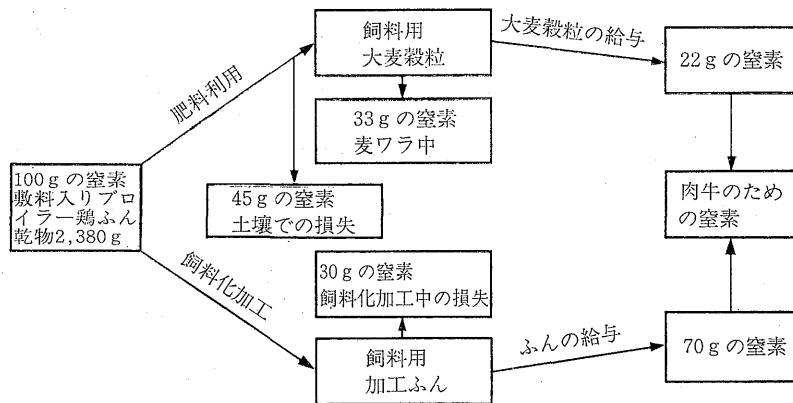 飼料用
大麦穀粒
大麦穀粒の給与
22gの窒素
肥料利用
33gの窒素
麦ワラ中
100gの窒素
敷料入りブロ
イラー鶏ふん
乾物2,380g
45gの窒素
土壌での損失
肉牛のため
の窒素
飼料化加工
30gの窒素
飼料化加工中の損失
飼料用
加工ふん
ふんの給与
70gの窒素